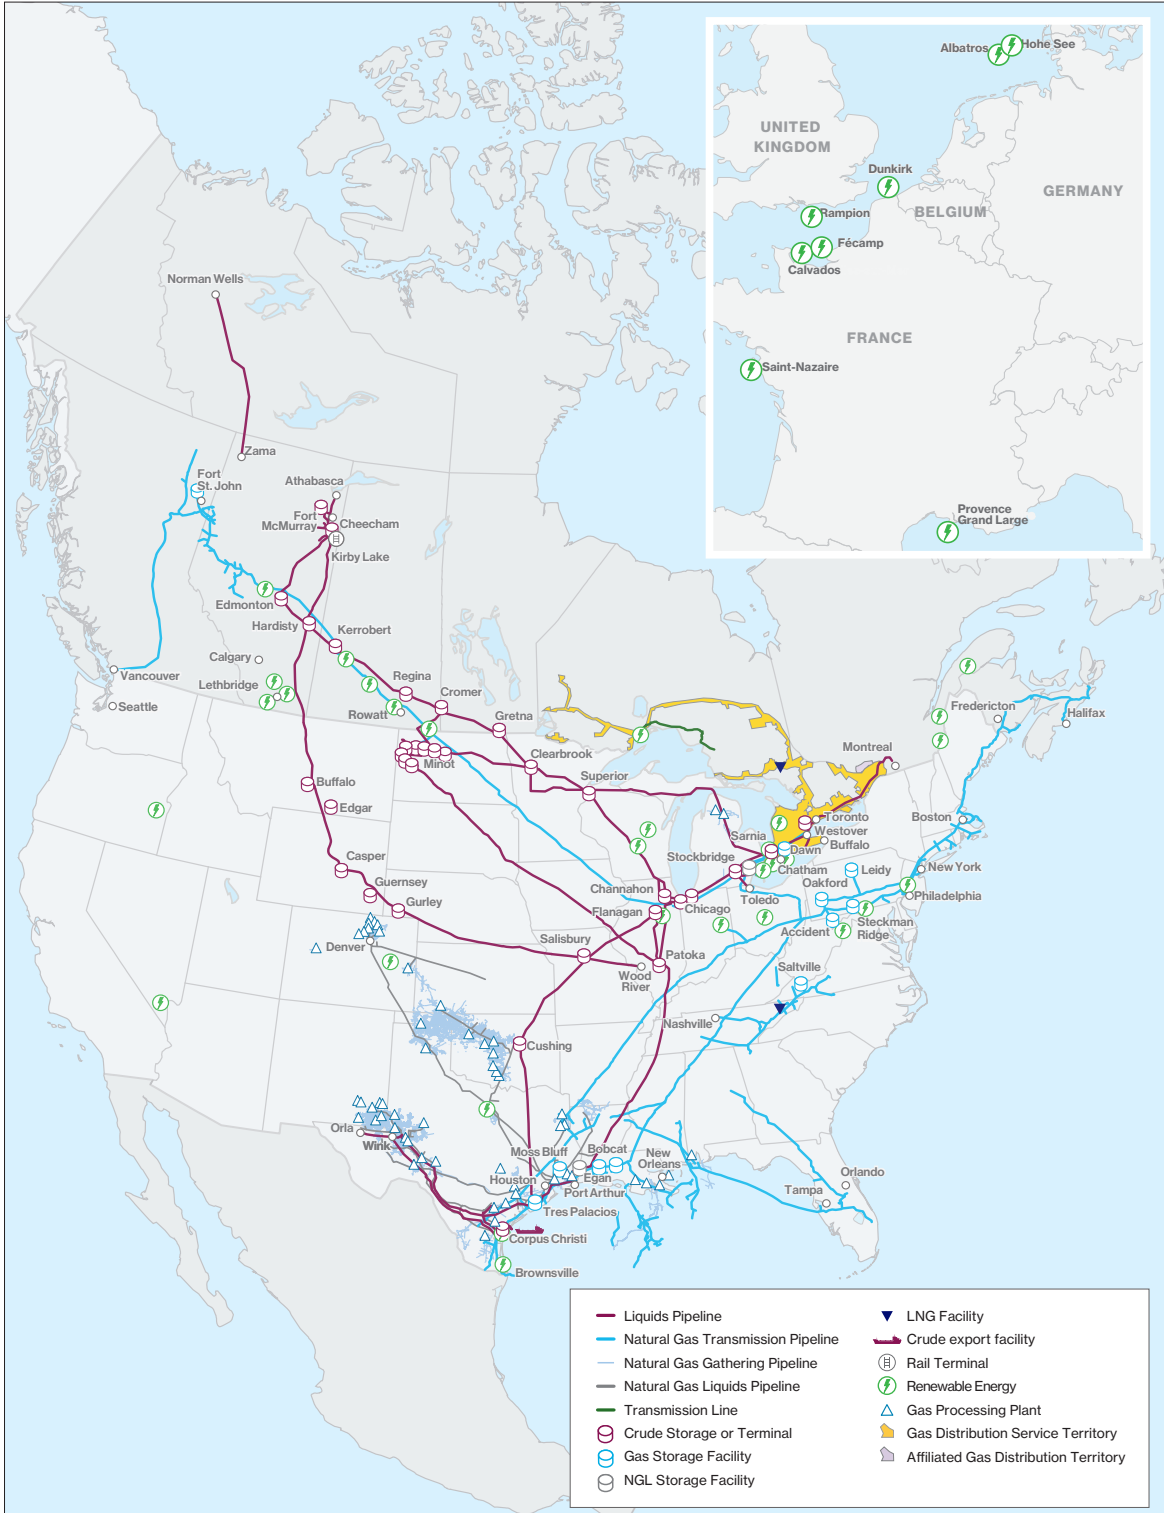 Albatros
Hohe See
UNITED
KINGDOM
Dunkirk
GERMANY
Rampion
BELGIUM
Fécamp
Calvados
FRANCE
Saint-Nazaire
Provence
Grand Large
Norman Wells
Zama
Fort
St. John
Athabasca
Fort
McMurray
Cheecham
Kirby Lake
Edmonton
Hardisty
Kerrobert
Calgary
Vancouver
Lethbridge
Regina
Cromer
Seattle
Rowatt
Gretna
Fredericton
Halifax
Montreal
Clearbrook
Minot
Superior
Buffalo
Edgar
Toronto
Westover
Buffalo
Boston
Sarnia
Dawn
Stockbridge
Chatham
Casper
Leidy
New York
Oakford
Guernsey
Channahon
Toledo
Philadelphia
Gurley
Flanagan
Chicago
Accident
Steckman
Ridge
Denver
Salisbury
Patoka
Wood
River
Saltville
Nashville
Cushing
Orla
Wink
Moss Bluff
Bobcat
New
Orleans
Houston
Egan
Port Arthur
Orlando
Tampa
Tres Palacios
Corpus Christi
Brownsville
Liquids Pipeline
Natural Gas Transmission Pipeline
Natural Gas Gathering Pipeline
Natural Gas Liquids Pipeline
Transmission Line
Crude Storage or Terminal
Gas Storage Facility
NGL Storage Facility
LNG Facility
Crude export facility
Rail Terminal
Renewable Energy
Gas Processing Plant
Gas Distribution Service Territory
Affiliated Gas Distribution Territory